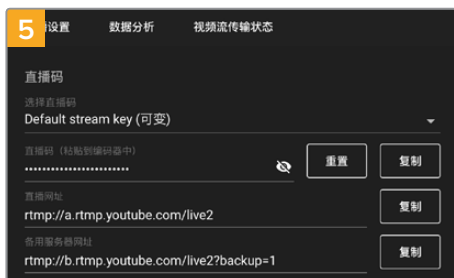 5 设置 数据分析 视频流传输状态
直播码
选择直播码
Default stream key (可变)
直播码（粘贴到编码器中）
•••••••••••••••••••••••• 重置 复制
直播网址
rtmp://a.rtmp.youtube.com/live2 复制
备用服务器网址
rtmp://b.rtmp.youtube.com/live2?backup=1 复制